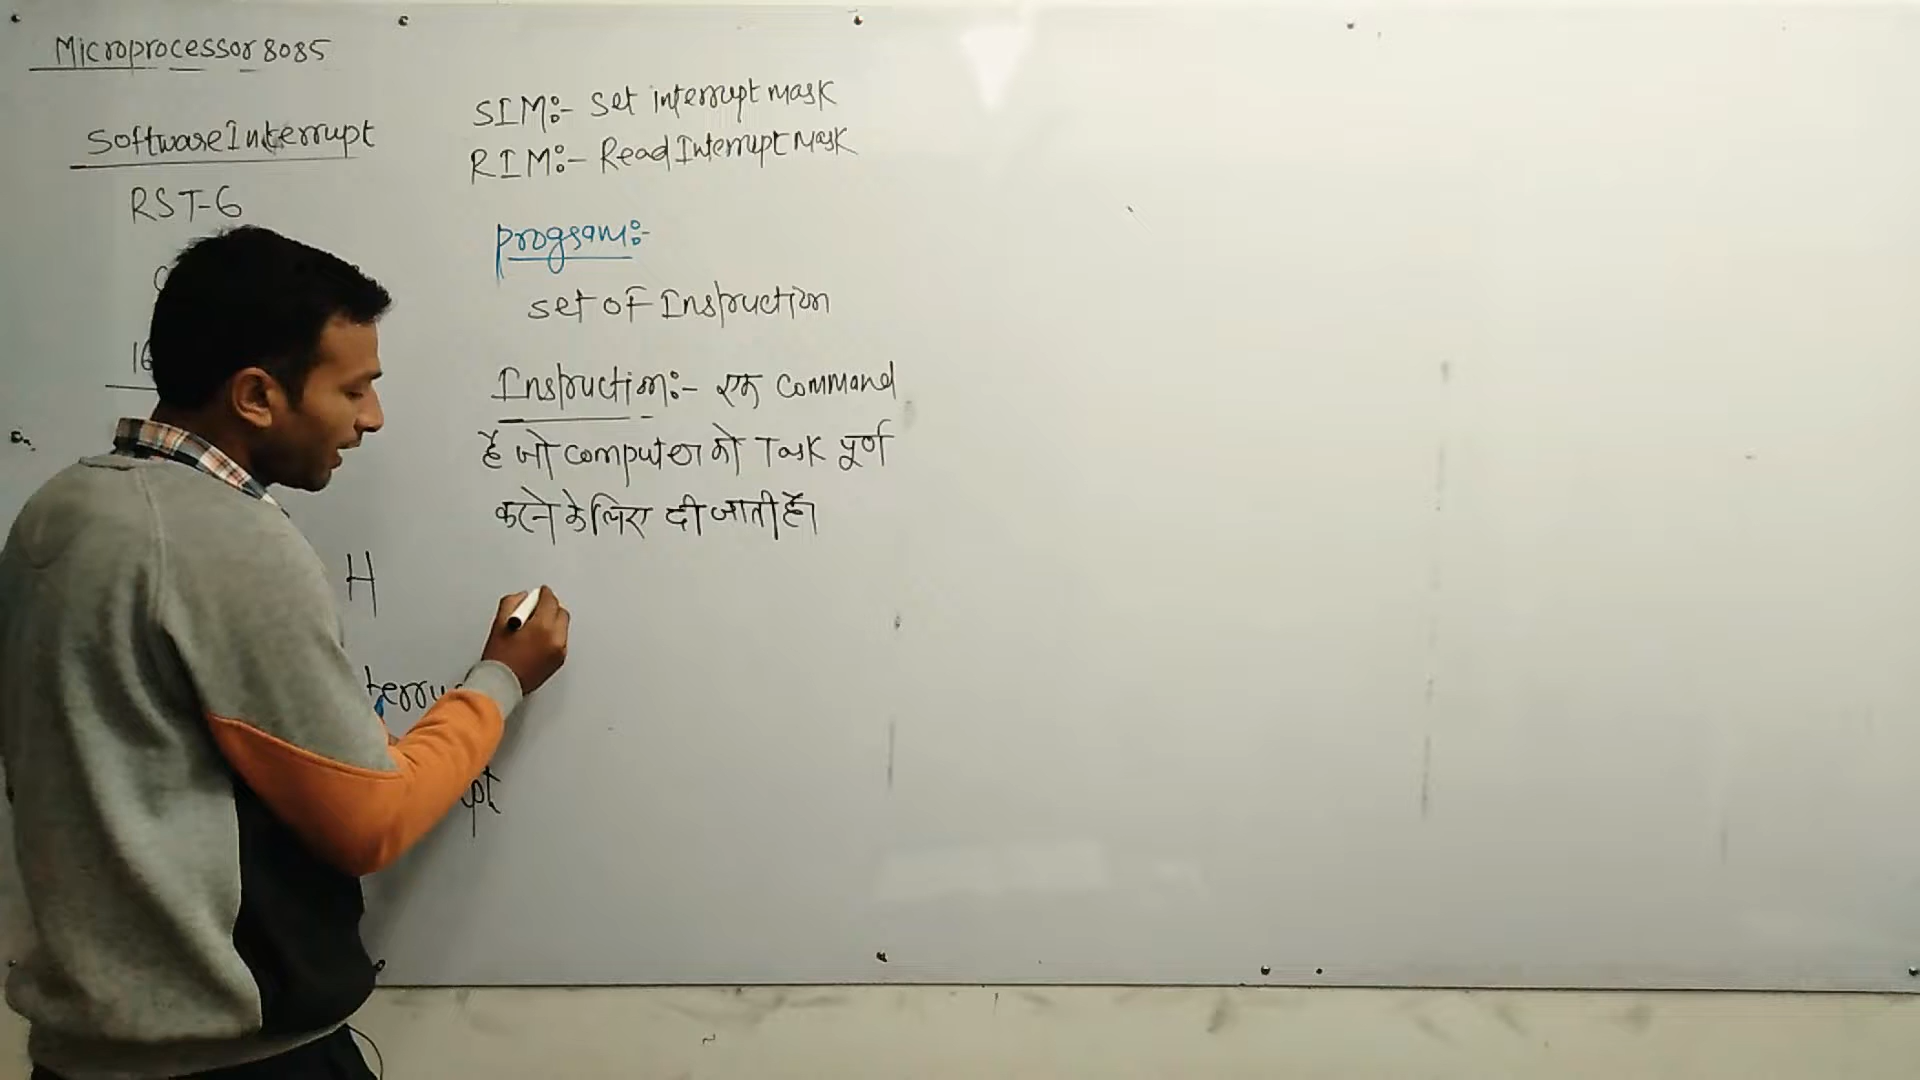 Microprocessor 8085
Software Interrupt
RST-6
H
SIM:- Set interrupt mask
RIM:- Read Interrupt Mask
program:-
set of Instruction
Instruction:- एक command
है जो computer को Task पूर्ण
करने के लिए दी जाती है।